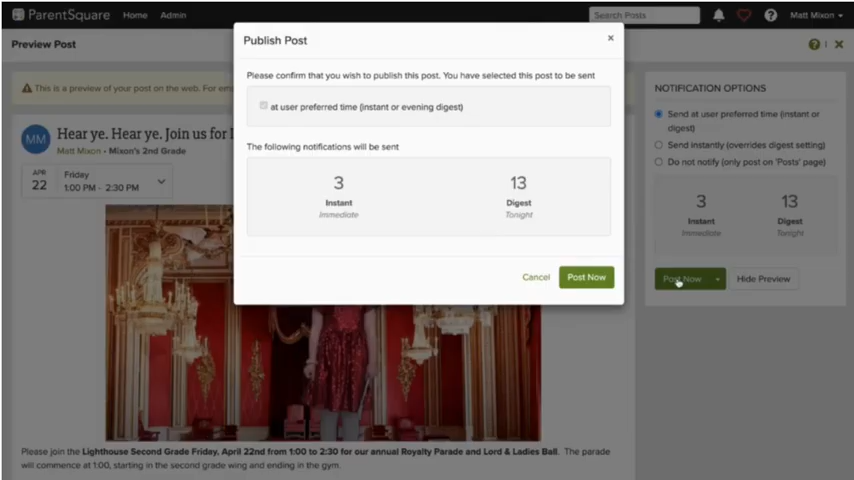 ParentSquare Home Admin Search Posts Matt Mixon
Preview Post
This is a preview of your post on the web. For
MM
Hear ye. Hear ye. Join us for
Matt Mixon • Mixon's 2nd Grade
APR
22
Friday
1:00 PM - 2:30 PM
Publish Post
Please confirm that you wish to publish this post. You have selected this post to be sent
at user preferred time (instant or evening digest)
The following notifications will be sent
3
Instant
Immediate
13
Digest
Tonight
Cancel Post Now
NOTIFICATION OPTIONS
Send at user preferred time (instant or
digest)
Send instantly (overrides digest setting)
Do not notify (only post on 'Posts' page)
3
Instant
Immediate
13
Digest
Tonight
Post Now Hide Preview
Please join the Lighthouse Second Grade Friday, April 22nd from 1:00 to 2:30 for our annual Royalty Parade and Lord & Ladies Ball. The parade
will commence at 1:00, starting in the second grade wing and ending in the gym.